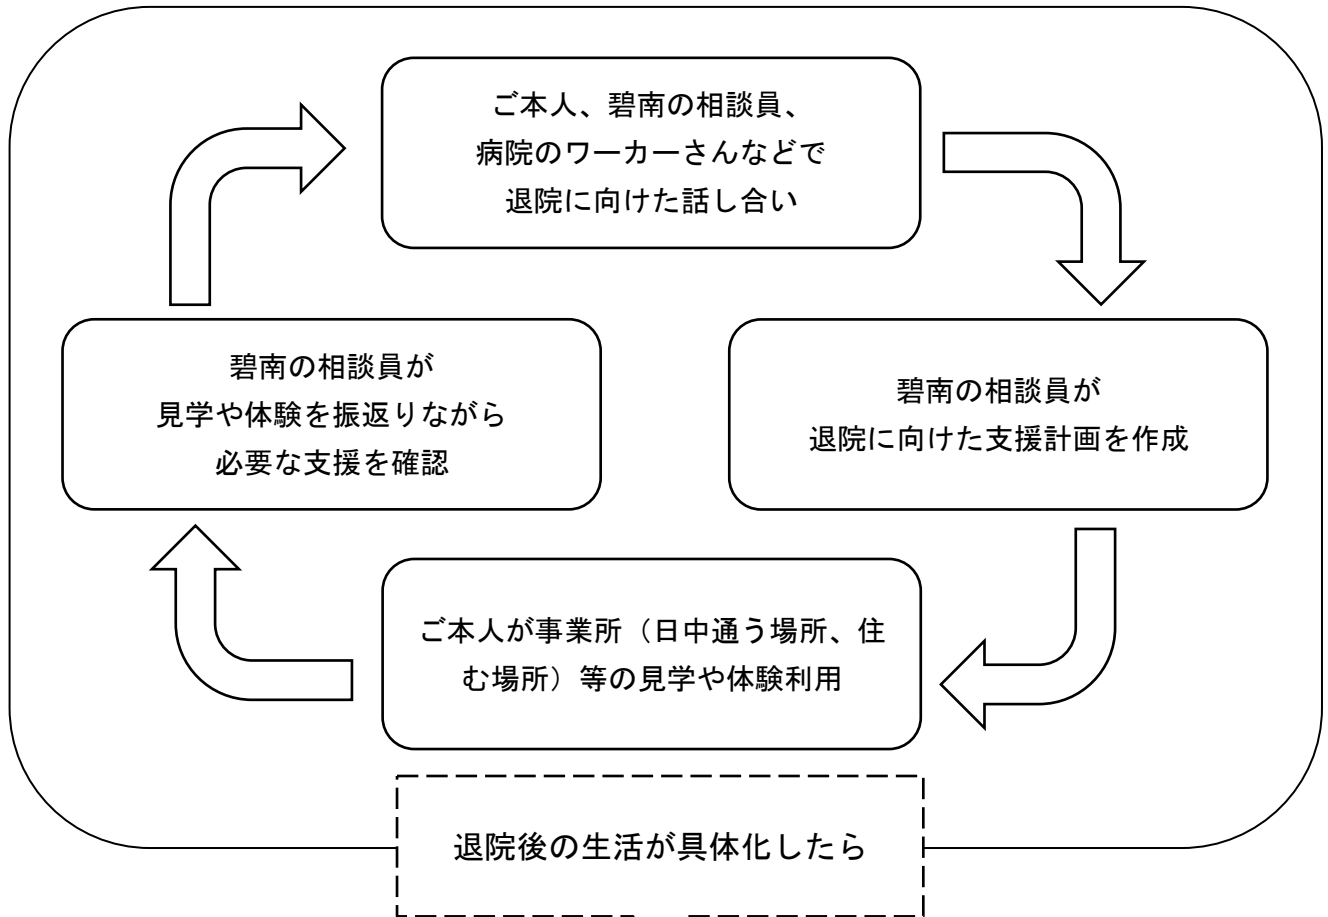 ご本人、碧南の相談員、
病院のワーカーさんなどで
退院に向けた話し合い
碧南の相談員が
見学や体験を振返りながら
必要な支援を確認
碧南の相談員が
退院に向けた支援計画を作成
ご本人が事業所（日中通う場所、住
む場所）等の見学や体験利用
退院後の生活が具体化したら